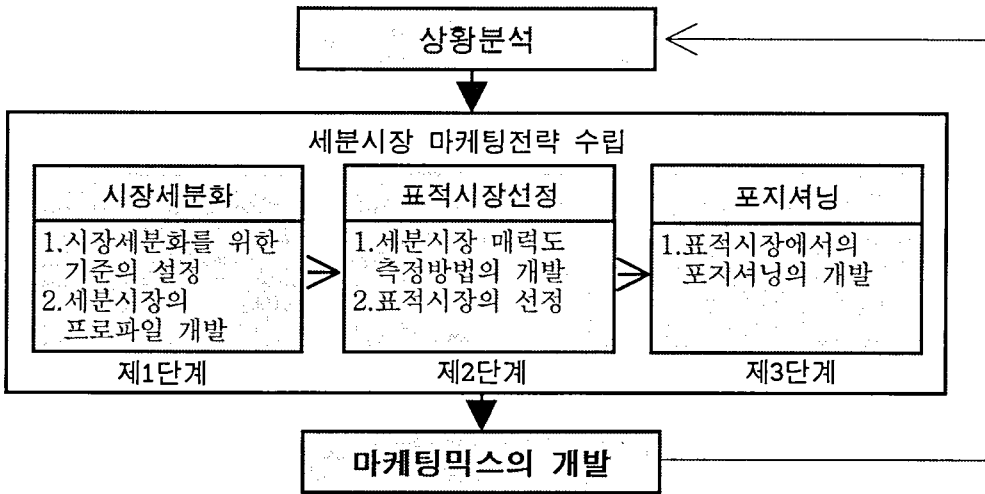 상황분석
세분시장 마케팅전략 수립
시장세분화
1.시장세분화를 위한
기준의 설정
2.세분시장의
프로파일 개발
제1단계
표적시장선정
1.세분시장 매력도
측정방법의 개발
2.표적시장의 선정
제2단계
포지셔닝
1.표적시장에서의
포지셔닝의 개발
제3단계
마케팅믹스의 개발